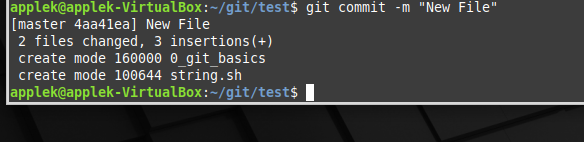 applek@applek-VirtualBox:~/git/test$ git commit -m "New File"
[master 4aa41ea] New File
 2 files changed, 3 insertions(+)
 create mode 160000 0_git_basics
 create mode 100644 string.sh
applek@applek-VirtualBox:~/git/test$